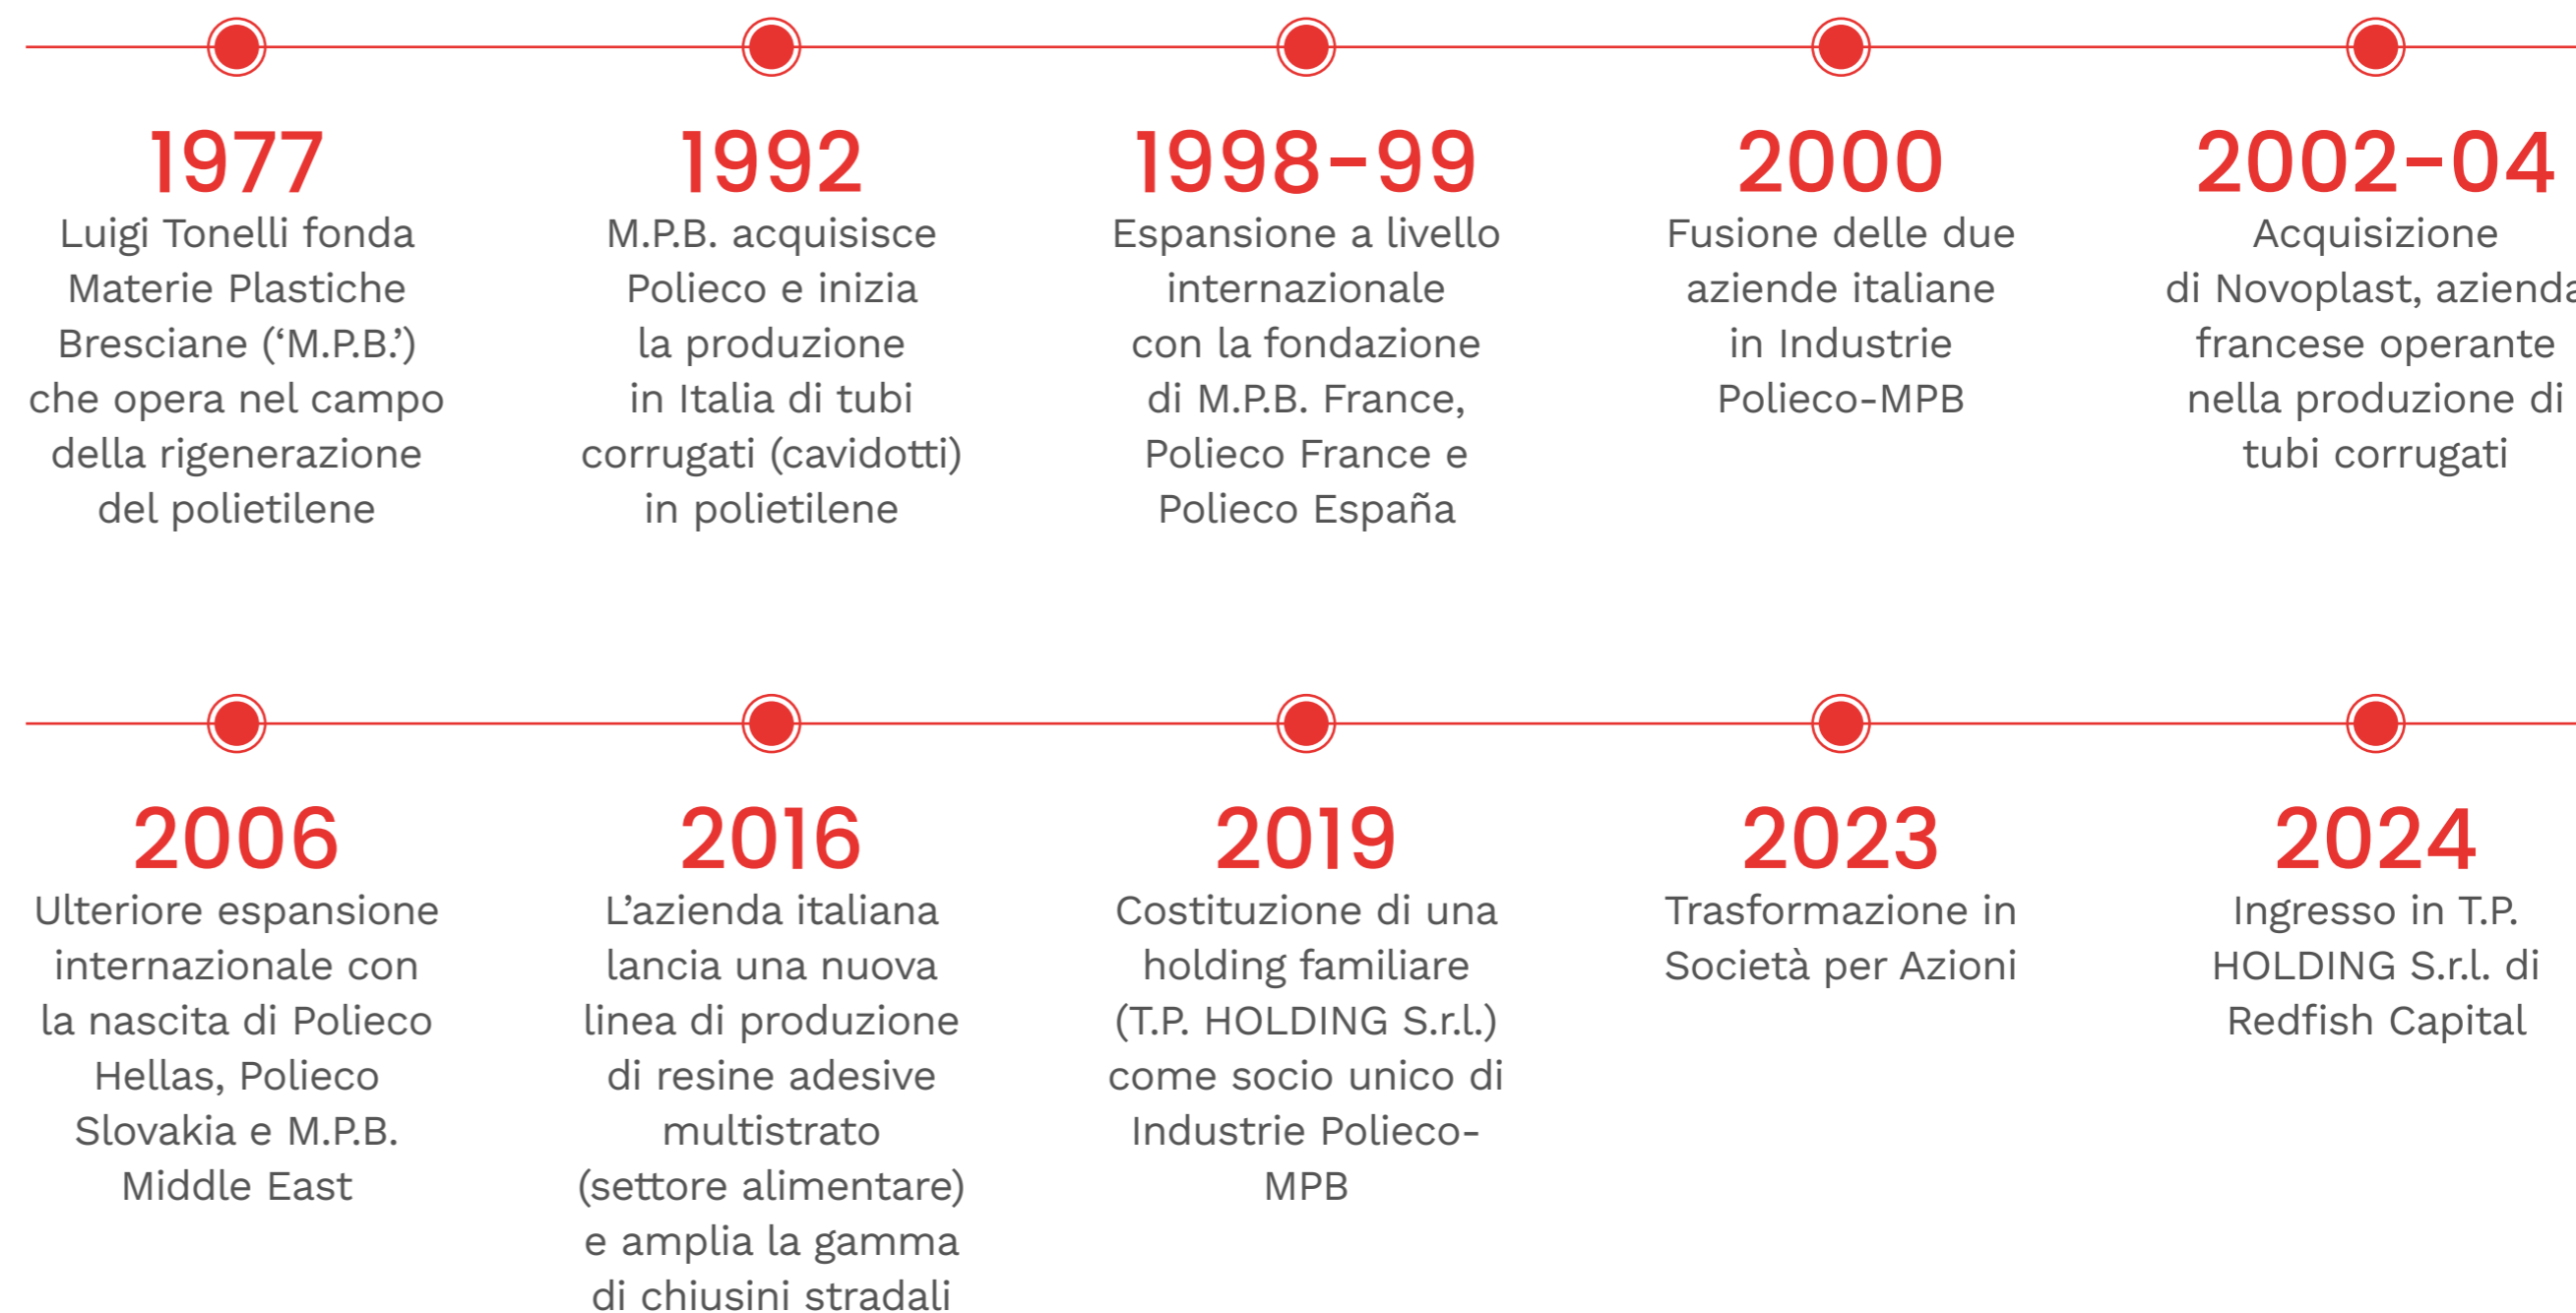 1977
Luigi Tonelli fonda
Materie Plastiche
Bresciane (‘M.P.B.’)
che opera nel campo
della rigenerazione
del polietilene
1992
M.P.B. acquisisce
Polieco e inizia
la produzione
in Italia di tubi
corrugati (cavidotti)
in polietilene
1998-99
Espansione a livello
internazionale
con la fondazione
di M.P.B. France,
Polieco France e
Polieco España
2000
Fusione delle due
aziende italiane
in Industrie
Polieco-MPB
2002-04
Acquisizione
di Novoplast, azienda
francese operante
nella produzione di
tubi corrugati
2006
Ulteriore espansione
internazionale con
la nascita di Polieco
Hellas, Polieco
Slovakia e M.P.B.
Middle East
2016
L’azienda italiana
lancia una nuova
linea di produzione
di resine adesive
multistrato
(settore alimentare)
e amplia la gamma
di chiusini stradali
2019
Costituzione di una
holding familiare
(T.P. HOLDING S.r.l.)
come socio unico di
Industrie Polieco-
MPB
2023
Trasformazione in
Società per Azioni
2024
Ingresso in T.P.
HOLDING S.r.l. di
Redfish Capital